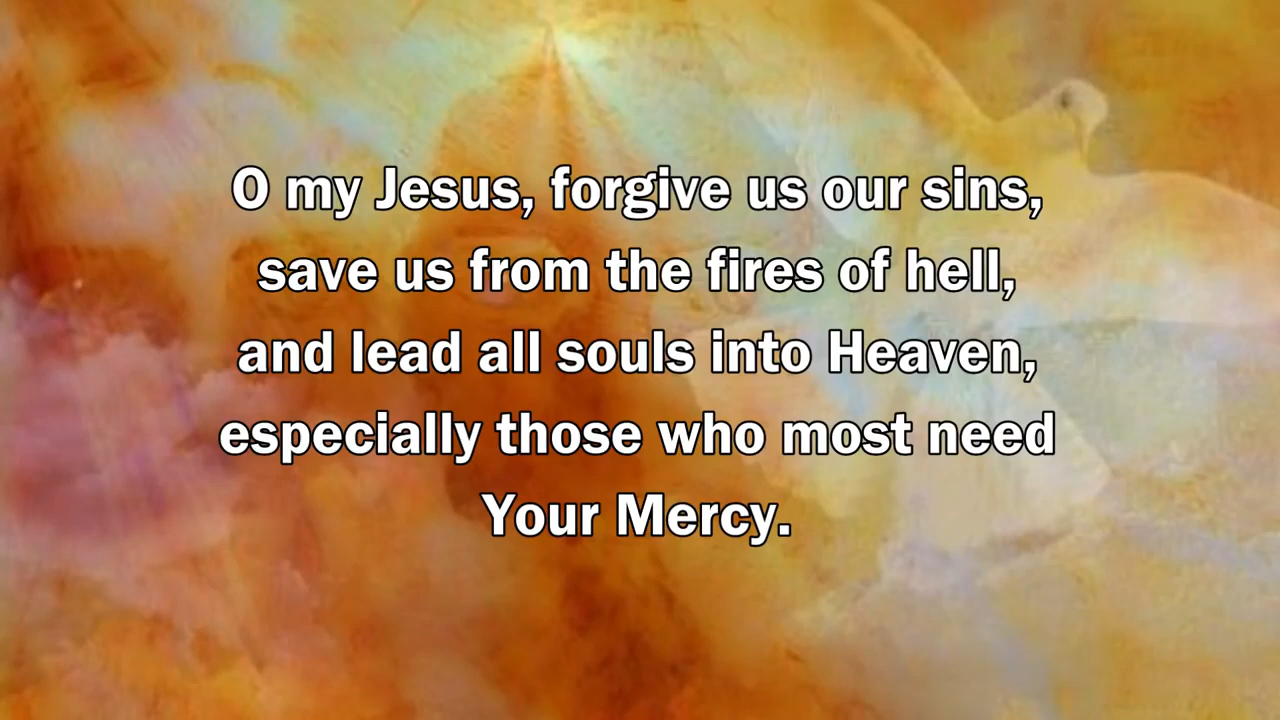 O my Jesus, forgive us our sins,
save us from the fires of hell,
and lead all souls into Heaven,
especially those who most need
Your Mercy.